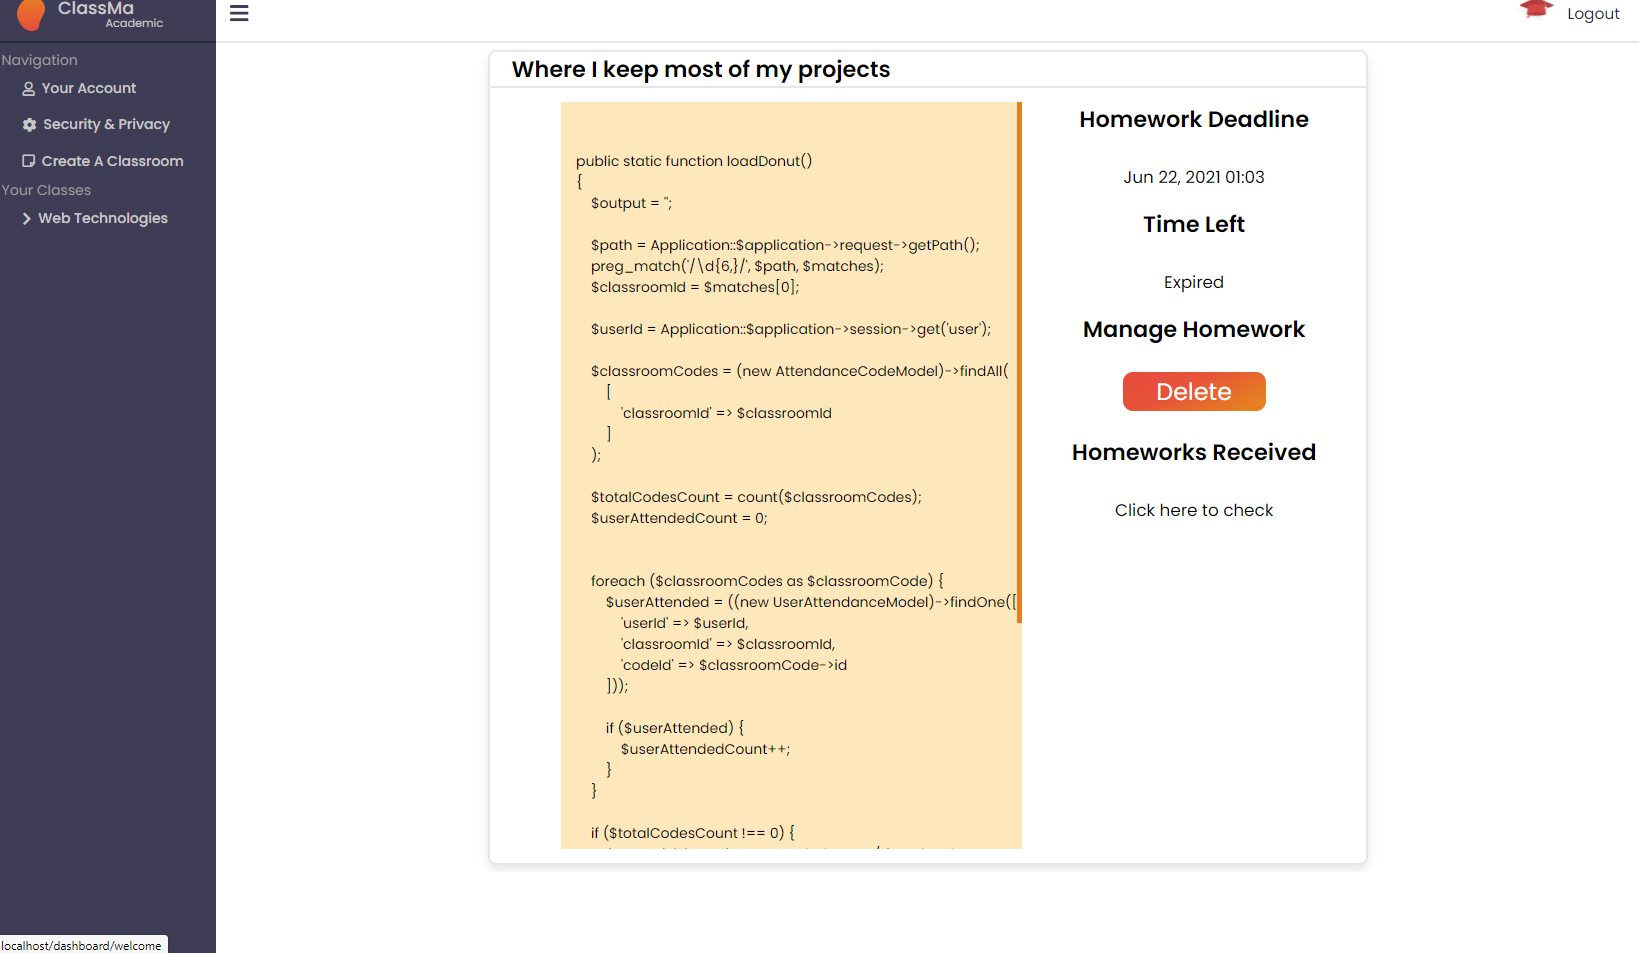 ClassMa
Academic
Logout
Navigation
Your Account
Security & Privacy
Create A Classroom
Your Classes
Web Technologies
Where I keep most of my projects
public static function loadDonut()
{
$output = '';
$path = Application::$application->request->getPath();
preg_match('/\d{6,}/', $path, $matches);
$classroomId = $matches[0];
$userId = Application::$application->session->get('user');
$classroomCodes = (new AttendanceCodeModel)->findAll(
[
'classroomId' => $classroomId
]
);
$totalCodesCount = count($classroomCodes);
$userAttendedCount = 0;
foreach ($classroomCodes as $classroomCode) {
$userAttended = ((new UserAttendanceModel)->findOne([
'userId' => $userId,
'classroomId' => $classroomId,
'codeId' => $classroomCode->id
]));
if ($userAttended) {
$userAttendedCount++;
}
}
if ($totalCodesCount !== 0) {
Homework Deadline
Jun 22, 2021 01:03
Time Left
Expired
Manage Homework
Delete
Homeworks Received
Click here to check
localhost/dashboard/welcome